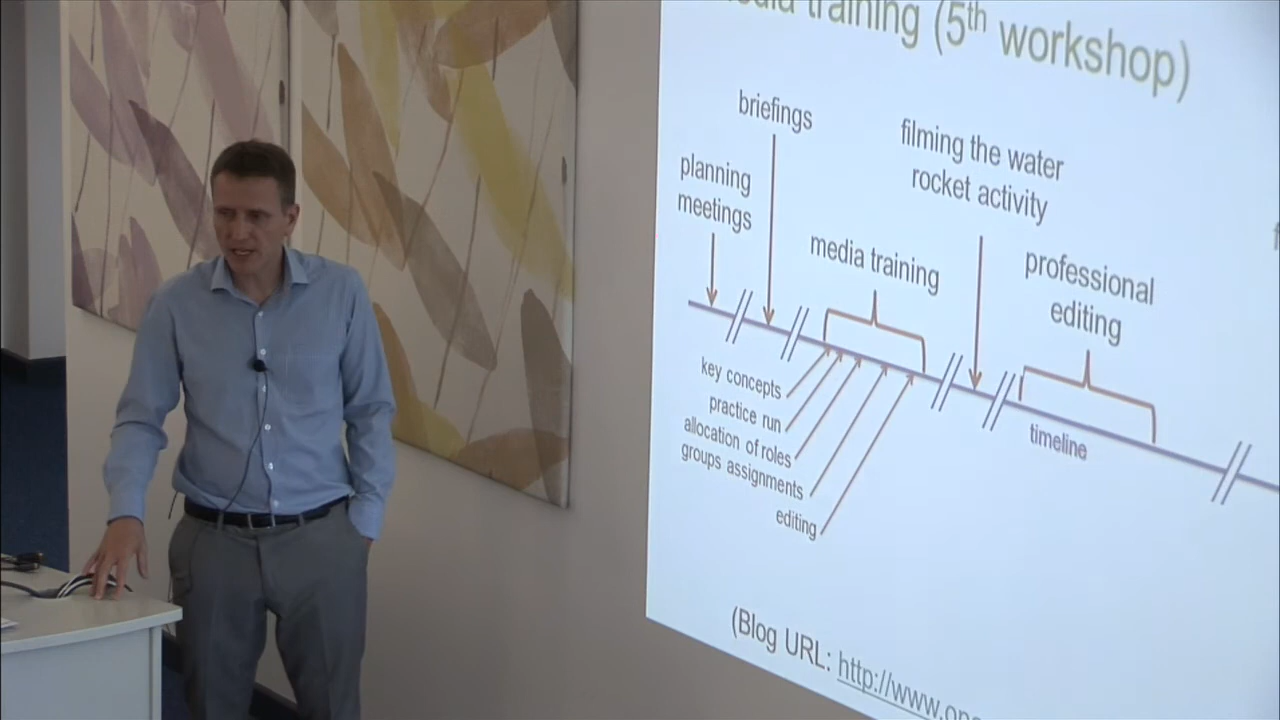 training (5th workshop)
briefings
planning
meetings
filming the water
rocket activity
media training
professional
editing
key concepts
practice run
allocation of roles
groups assignments
editing
timeline
(Blog URL: http://www.